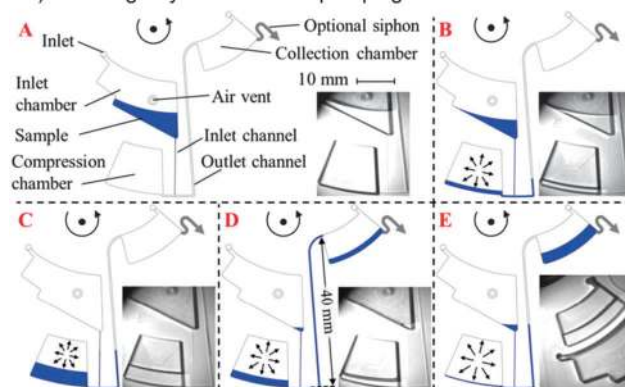 A
Optional siphon
Inlet
Collection chamber
10 mm
Inlet
chamber
Air vent
Sample
Inlet channel
Compression
chamber
Outlet channel
B
C
D
40 mm
E